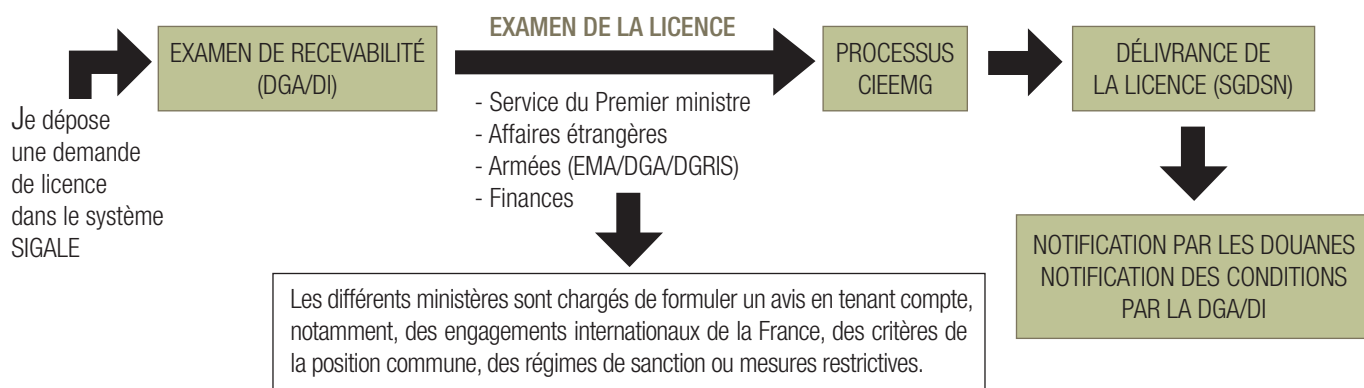 Je dépose
une demande
de licence
dans le système
SIGALE
EXAMEN DE RECEVABILITÉ
(DGA/DI)
EXAMEN DE LA LICENCE
- Service du Premier ministre
- Affaires étrangères
- Armées (EMA/DGA/DGRIS)
- Finances
Les différents ministères sont chargés de formuler un avis en tenant compte,
notamment, des engagements internationaux de la France, des critères de
la position commune, des régimes de sanction ou mesures restrictives.
PROCESSUS
CIEEMG
DÉLIVRANCE DE
LA LICENCE (SGDSN)
NOTIFICATION PAR LES DOUANES
NOTIFICATION DES CONDITIONS
PAR LA DGA/DI